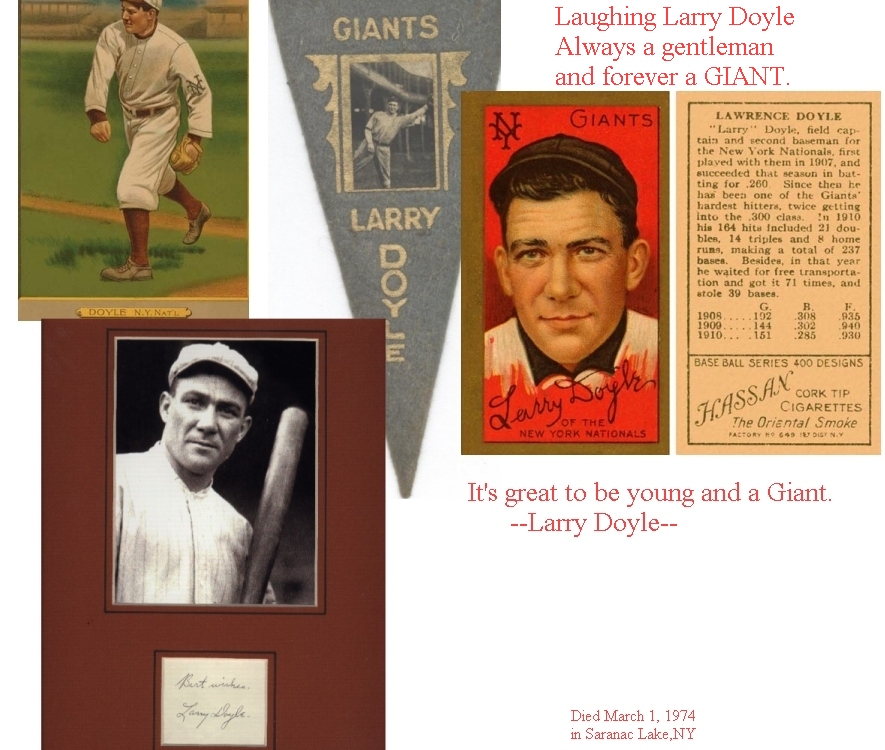 Laughing Larry Doyle
Always a gentleman
and forever a GIANT.
GIANTS
LARRY
DOYLE
DOYLE N.Y. NAT'L
NY
GIANTS
Larry Doyle
OF THE
NEW YORK NATIONALS
LAWRENCE DOYLE
"Larry" Doyle, field cap-
tain and second baseman for
the New York Nationals, first
played with them in 1907, and
succeeded that season in bat-
ting for .260. Since then he
has been one of the Giants'
hardest hitters, twice getting
into the .300 class. In 1910
his 164 hits included 21 dou-
bles, 14 triples and 8 home
runs, making a total of 237
bases. Besides, in that year
he waited for free transporta-
tion and got it 71 times, and
stole 39 bases.
G. B. F.
1908.....102 .308 .935
1909.....144 .302 .940
1910....151 .285 .930
BASE BALL SERIES 400 DESIGNS
HASSAN
CORK TIP
CIGARETTES
The Oriental Smoke
FACTORY Nº 649 1ST DIST. N.Y.
It's great to be young and a Giant.
--Larry Doyle--
Best wishes.
Larry Doyle.
Died March 1, 1974
in Saranac Lake,NY